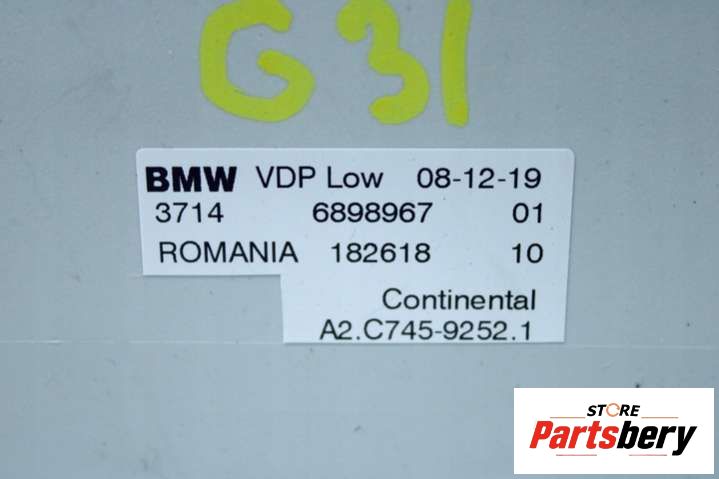 G31
BMW VDP Low 08-12-19
3714 6898967 01
ROMANIA 182618 10
Continental
A2.C745-9252.1
STORE
Partsbery